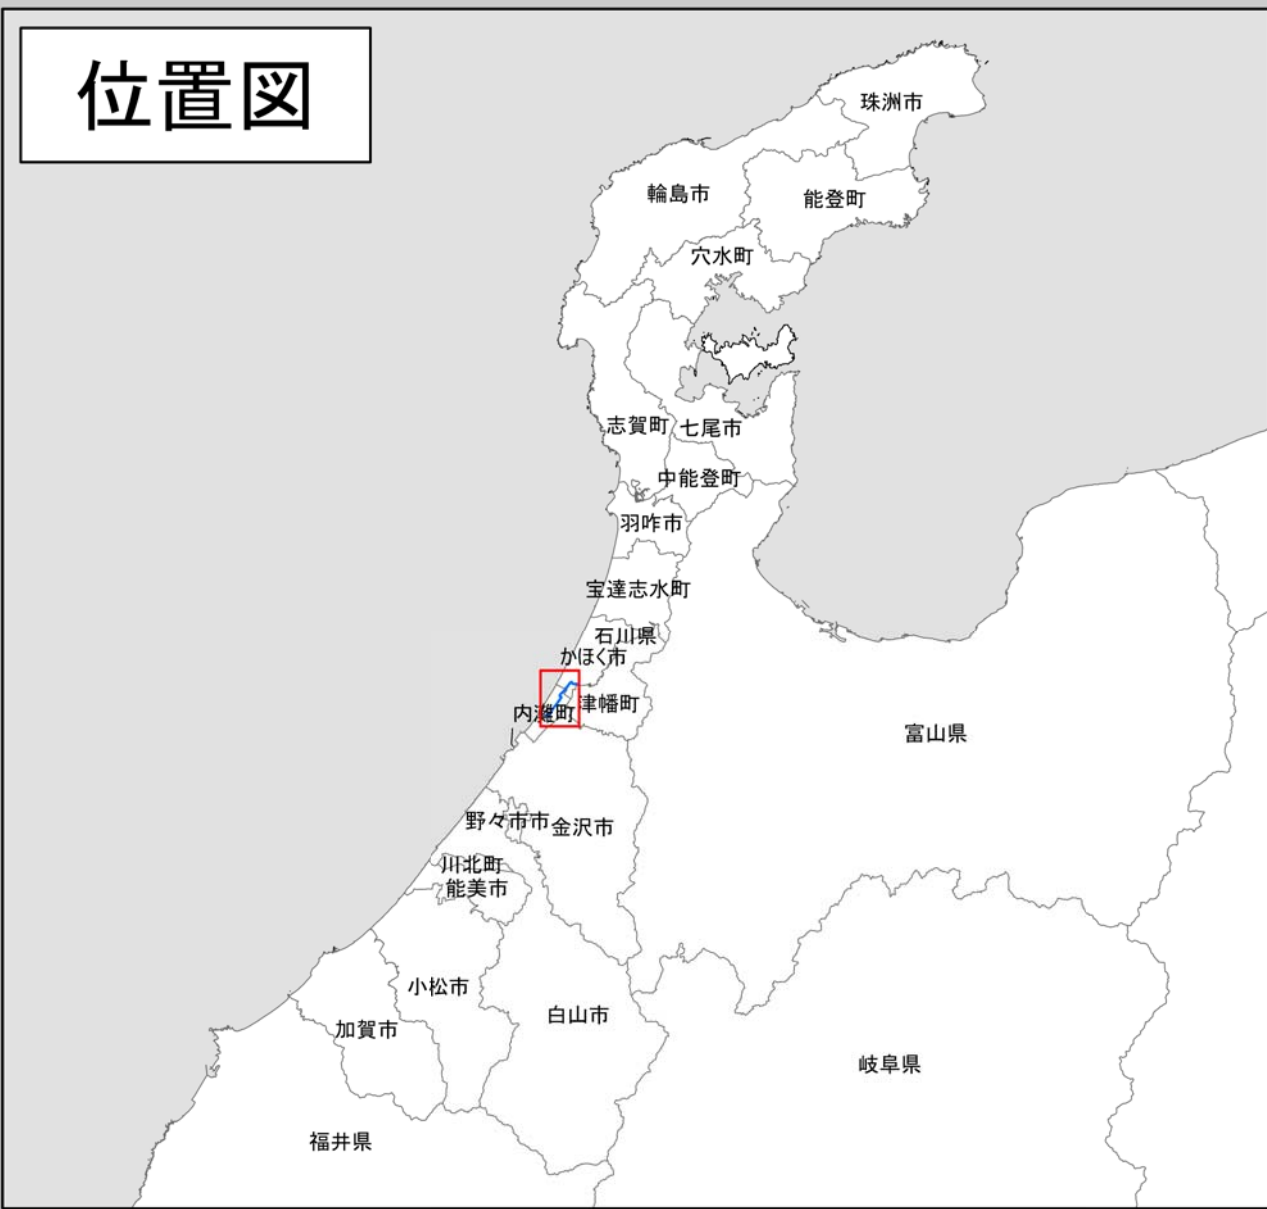 位置図
珠洲市
輪島市
能登町
穴水町
志賀町
七尾市
中能登町
羽咋市
宝達志水町
石川県
かほく市
津幡町
内灘町
富山県
野々市市
金沢市
川北町
能美市
小松市
白山市
加賀市
岐阜県
福井県